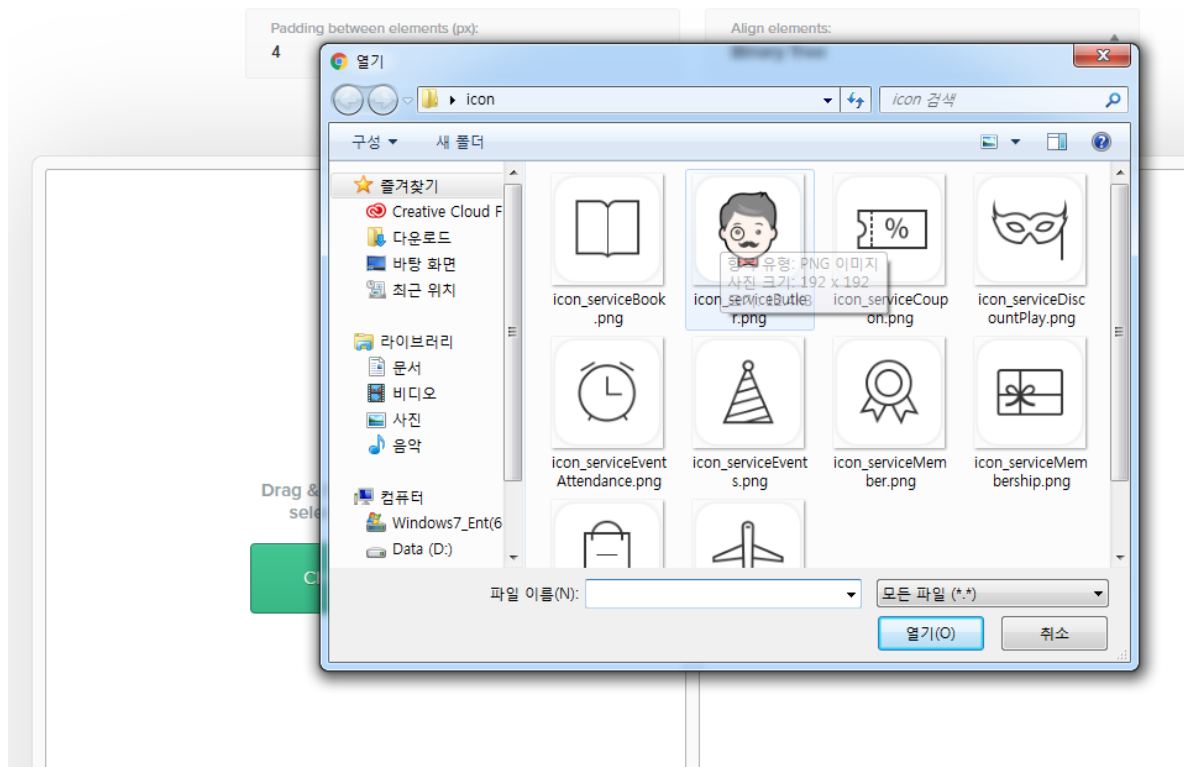 Padding between elements (px):
4
Align elements:
Binary Tree
열기
icon
icon 검색
구성
새 폴더
즐겨찾기
Creative Cloud F
다운로드
바탕 화면
최근 위치
라이브러리
문서
비디오
사진
음악
컴퓨터
Windows7_Ent(6
Data (D:)
icon_serviceBook
.png
icon_serviceButle
r.png
icon_serviceCoup
on.png
icon_serviceDisc
ountPlay.png
항목 유형: PNG 이미지
사진 크기: 192 x 192
icon_serviceEvent
Attendance.png
icon_serviceEvent
s.png
icon_serviceMem
ber.png
icon_serviceMem
bership.png
%
Drag &
sele
Cl
파일 이름(N):
모든 파일 (*.*)
열기(O)
취소